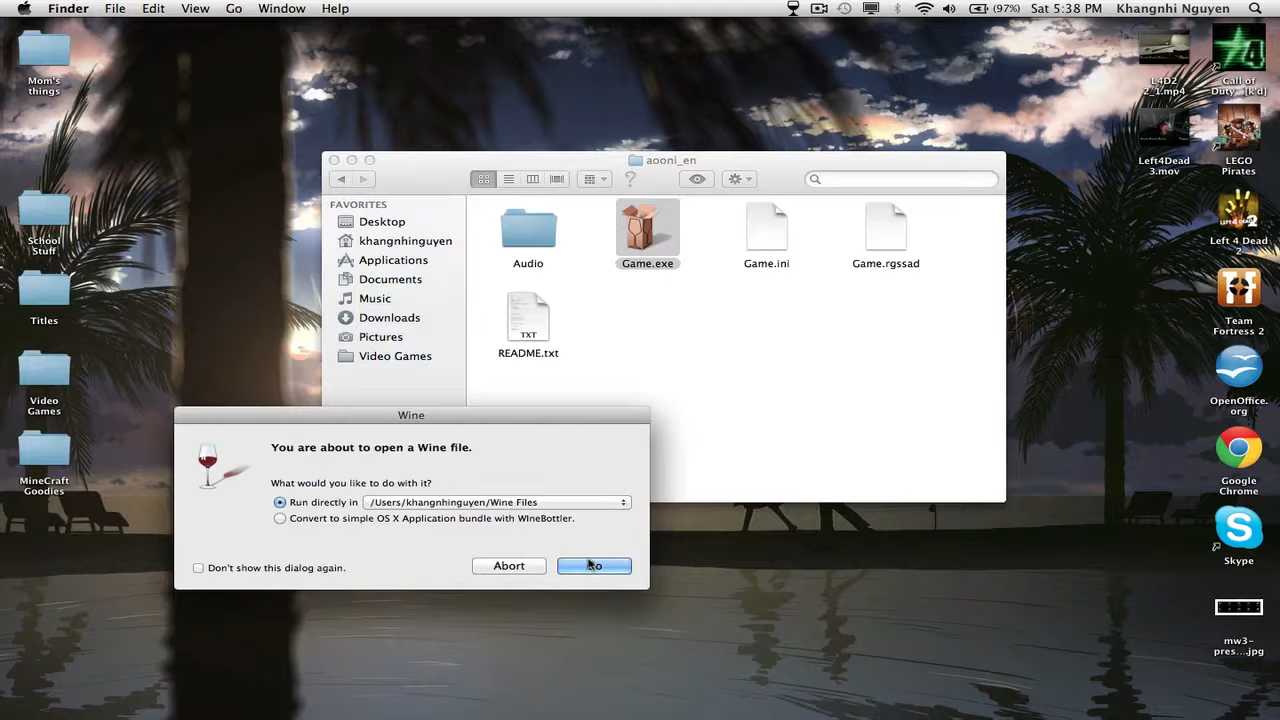 Finder File Edit View Go Window Help (97%) Sat 5:38 PM Khangnhi Nguyen
Mom's
things
School
Stuff
Titles
Video
Games
MineCraft
Goodies
aooni_en
FAVORITES
Desktop
khangnhinguyen
Applications
Documents
Music
Downloads
Pictures
Video Games
Audio
Game.exe
Game.ini
Game.rgssad
TXT
README.txt
Wine
You are about to open a Wine file.
What would you like to do with it?
Run directly in /Users/khangnhinguyen/Wine Files
Convert to simple OS X Application bundle with WIneBottler.
Don't show this dialog again.
Abort
L4D2
2_1.mp4
Left4Dead
3.mov
Call of
Duty [k'd]
LEGO
Pirates
Left 4 Dead
2
Team
Fortress 2
OpenOffice.
org
Google
Chrome
Skype
mw3-
pres....jpg